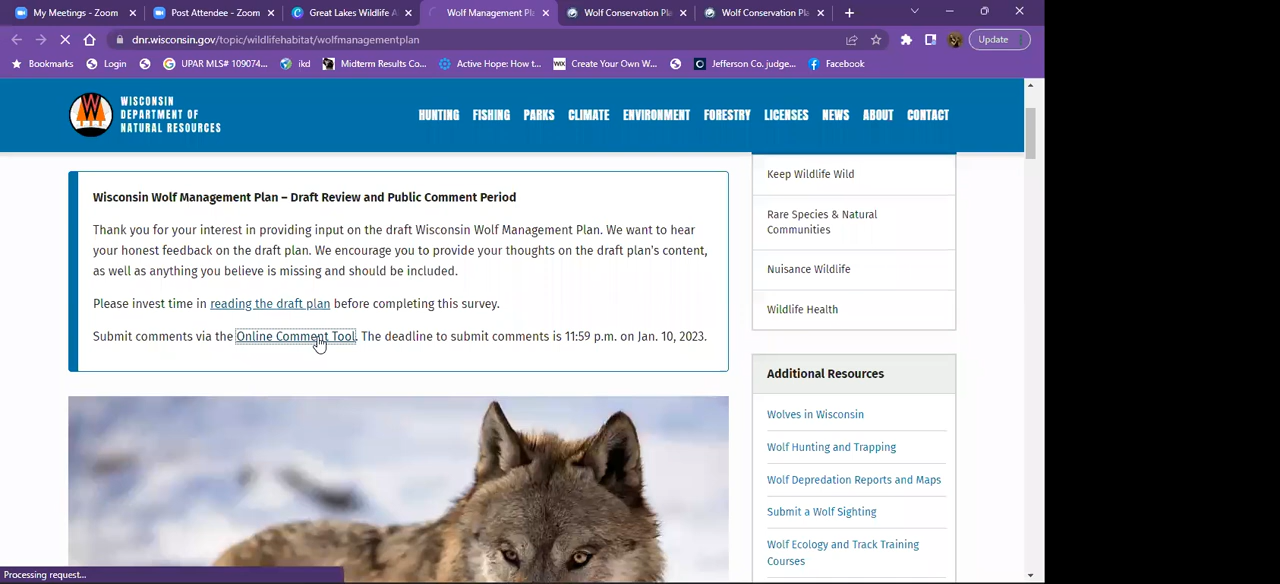 My Meetings - Zoom
Post Attendee - Zoom
Great Lakes Wildlife A
Wolf Management Pl
Wolf Conservation Pl
Wolf Conservation Pl
dnr.wisconsin.gov/topic/wildlifehabitat/wolfmanagementplan
Update
Bookmarks
Login
UPAR MLS# 109074...
ikd
Midterm Results Co...
Active Hope: How t...
WIX
Create Your Own W...
Jefferson Co. judge...
Facebook
W
WISCONSIN
DEPARTMENT OF
NATURAL RESOURCES
HUNTING FISHING PARKS CLIMATE ENVIRONMENT FORESTRY LICENSES NEWS ABOUT CONTACT
Wisconsin Wolf Management Plan – Draft Review and Public Comment Period
Thank you for your interest in providing input on the draft Wisconsin Wolf Management Plan. We want to hear
your honest feedback on the draft plan. We encourage you to provide your thoughts on the draft plan's content,
as well as anything you believe is missing and should be included.
Please invest time in reading the draft plan before completing this survey.
Submit comments via the Online Comment Tool. The deadline to submit comments is 11:59 p.m. on Jan. 10, 2023.
Keep Wildlife Wild
Rare Species & Natural
Communities
Nuisance Wildlife
Wildlife Health
Additional Resources
Wolves in Wisconsin
Wolf Hunting and Trapping
Wolf Depredation Reports and Maps
Submit a Wolf Sighting
Wolf Ecology and Track Training
Courses
Processing request...